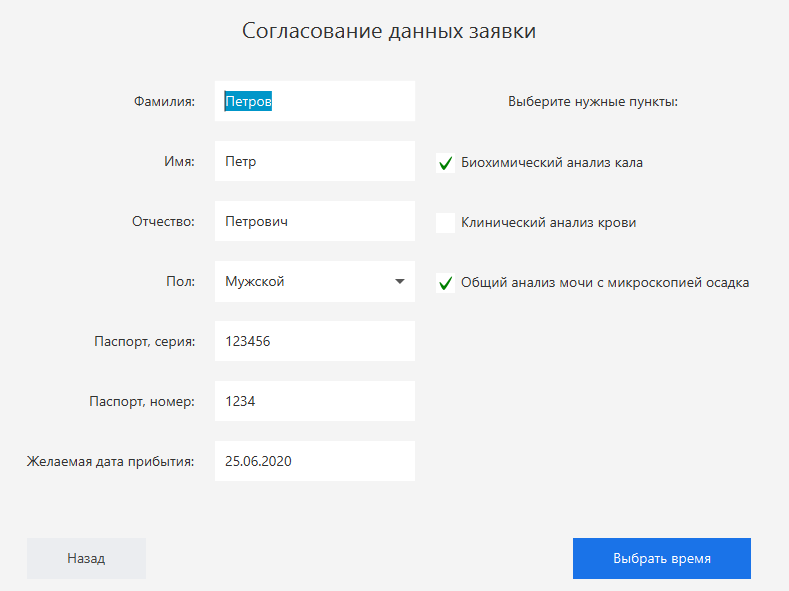 Согласование данных заявки
Фамилия: Петров
Выберите нужные пункты:
Имя: Петр
Биохимический анализ кала
Отчество: Петрович
Клинический анализ крови
Пол: Мужской
Общий анализ мочи с микроскопией осадка
Паспорт, серия: 123456
Паспорт, номер: 1234
Желаемая дата прибытия: 25.06.2020
Назад
Выбрать время